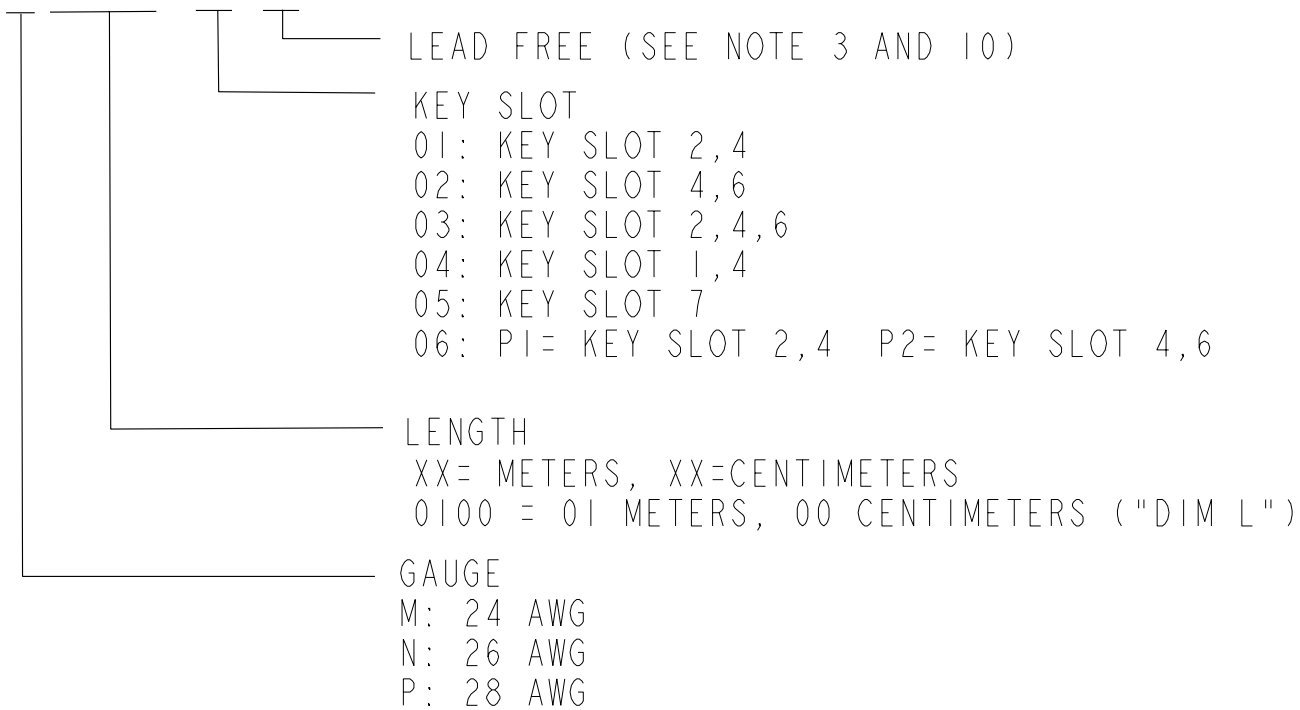 LEAD FREE (SEE NOTE 3 AND 10)
KEY SLOT
01: KEY SLOT 2,4
02: KEY SLOT 4,6
03: KEY SLOT 2,4,6
04: KEY SLOT 1,4
05: KEY SLOT 7
06: P1= KEY SLOT 2,4 P2= KEY SLOT 4,6
LENGTH
XX= METERS, XX=CENTIMETERS
0100 = 01 METERS, 00 CENTIMETERS ("DIM L")
GAUGE
M: 24 AWG
N: 26 AWG
P: 28 AWG